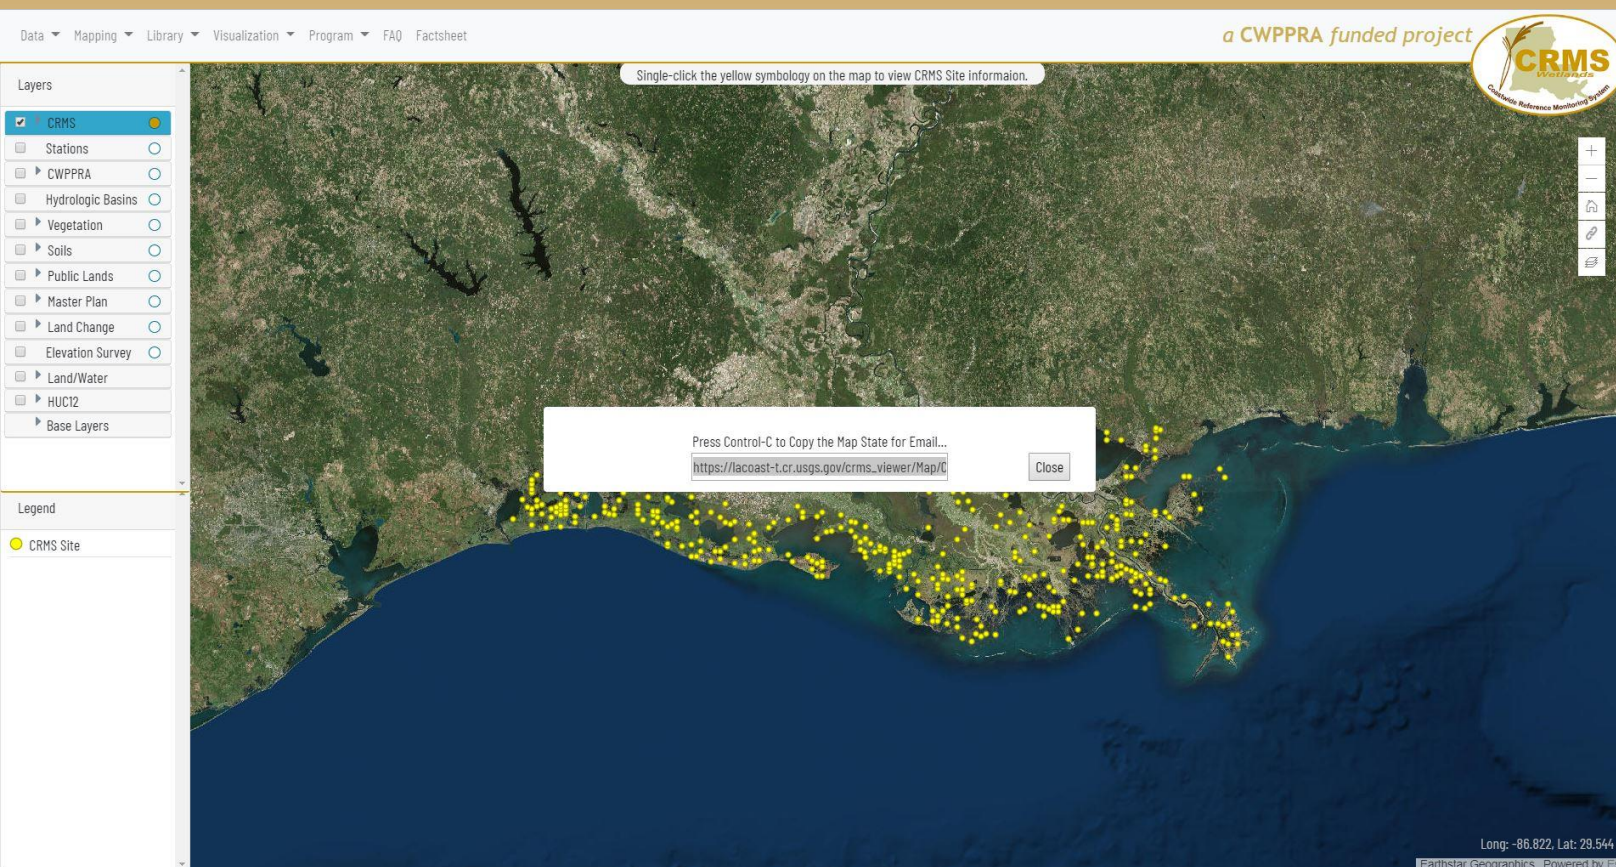 Data Mapping Library Visualization Program FAQ Factsheet
a CWPPRA funded project
CRMS
Wetlands
Coastwide Reference Monitoring System
Layers
Single-click the yellow symbology on the map to view CRMS Site informaion.
CRMS
Stations
CWPPRA
Hydrologic Basins
Vegetation
Soils
Public Lands
Master Plan
Land Change
Elevation Survey
Land/Water
HUC12
Base Layers
Press Control-C to Copy the Map State for Email...
https://lacoast-t.cr.usgs.gov/crms_viewer/Map/C
Close
Legend
CRMS Site
Long: -86.822, Lat: 29.544
Earthstar Geographics Powered by